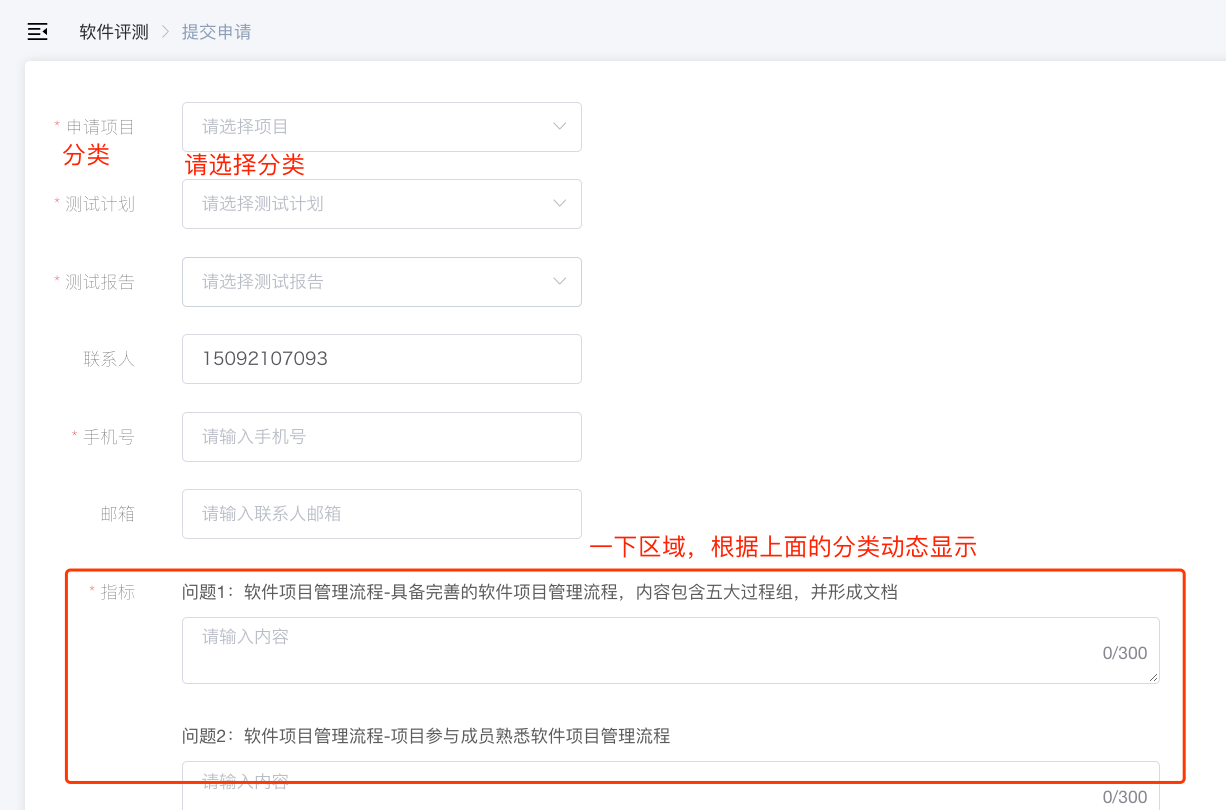 软件评测 > 提交申请
* 申请项目 请选择项目
分类 请选择分类
* 测试计划 请选择测试计划
* 测试报告 请选择测试报告
联系人 15092107093
* 手机号 请输入手机号
邮箱 请输入联系人邮箱
一下区域，根据上面的分类动态显示
* 指标 问题1：软件项目管理流程-具备完善的软件项目管理流程，内容包含五大过程组，并形成文档
请输入内容
0/300
问题2：软件项目管理流程-项目参与成员熟悉软件项目管理流程
请输入内容
0/300